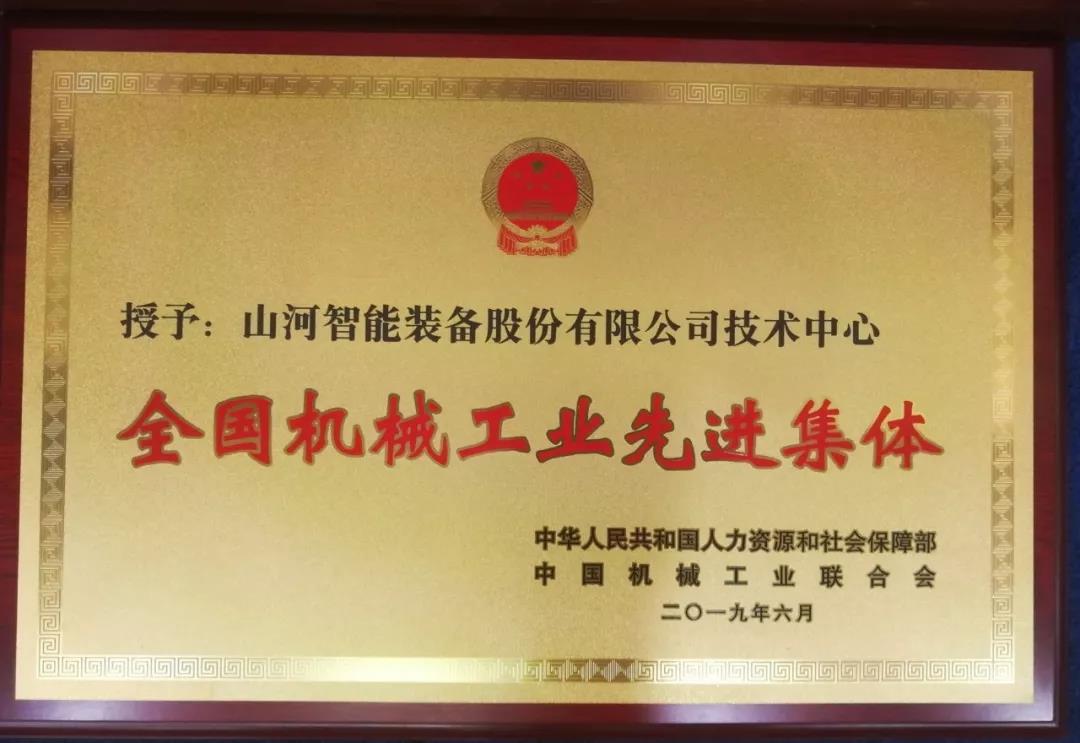 授予：山河智能装备股份有限公司技术中心
全国机械工业先进集体
中华人民共和国人力资源和社会保障部
中国机械工业联合会
二〇一九年六月